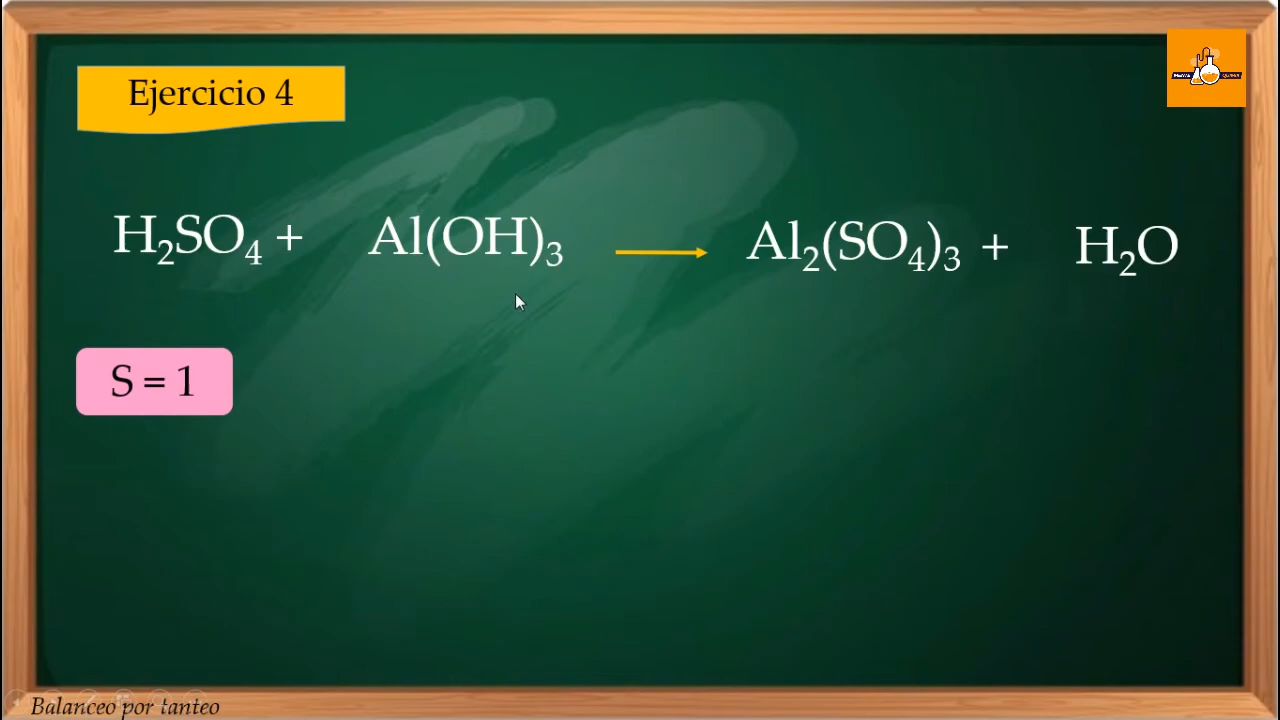 Ejercicio 4
H₂SO₄ + Al(OH)₃ → Al₂(SO₄)₃ + H₂O
S = 1
Balanceo por tanteo